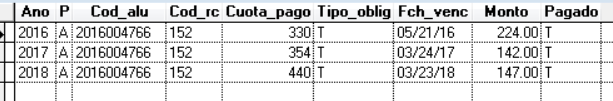 Ano P Cod_alu Cod_rc Cuota_pago Tipo_oblig Fch_venc Monto Pagado
2016 A 2016004766 152 330 T 05/21/16 224.00 T
2017 A 2016004766 152 354 T 03/24/17 142.00 T
2018 A 2016004766 152 440 T 03/23/18 147.00 T